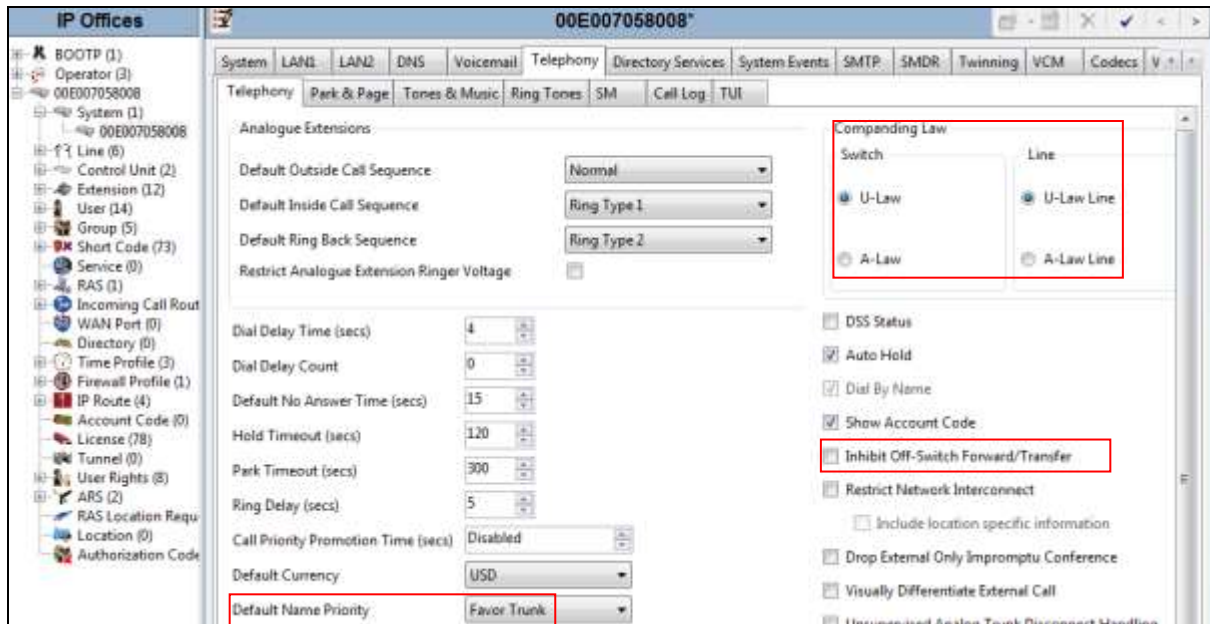 IP Offices
00E007058008*
BOOTP (1)
Operator (3)
00E007058008
System (1)
00E007058008
Line (6)
Control Unit (2)
Extension (12)
User (14)
Group (5)
Short Code (73)
Service (0)
RAS (1)
Incoming Call Rout
WAN Port (0)
Directory (0)
Time Profile (3)
Firewall Profile (1)
IP Route (4)
Account Code (0)
License (78)
Tunnel (0)
User Rights (8)
ARS (2)
RAS Location Requ
Location (0)
Authorization Code
System LAN1 LAN2 DNS Voicemail Telephony Directory Services System Events SMTP SMDR Twinning VCM Codecs V
Telephony Park & Page Tones & Music Ring Tones SM Call Log TUI
Analogue Extensions
Default Outside Call Sequence Normal
Default Inside Call Sequence Ring Type 1
Default Ring Back Sequence Ring Type 2
Restrict Analogue Extension Ringer Voltage
Dial Delay Time (secs) 4
Dial Delay Count 0
Default No Answer Time (secs) 15
Hold Timeout (secs) 120
Park Timeout (secs) 300
Ring Delay (secs) 5
Call Priority Promotion Time (secs) Disabled
Default Currency USD
Default Name Priority Favor Trunk
Companding Law
Switch Line
U-Law U-Law Line
A-Law A-Law Line
DSS Status
Auto Hold
Dial By Name
Show Account Code
Inhibit Off-Switch Forward/Transfer
Restrict Network Interconnect
Include location specific information
Drop External Only Impromptu Conference
Visually Differentiate External Call
Unsupervised Analog Trunk Disconnect Handling